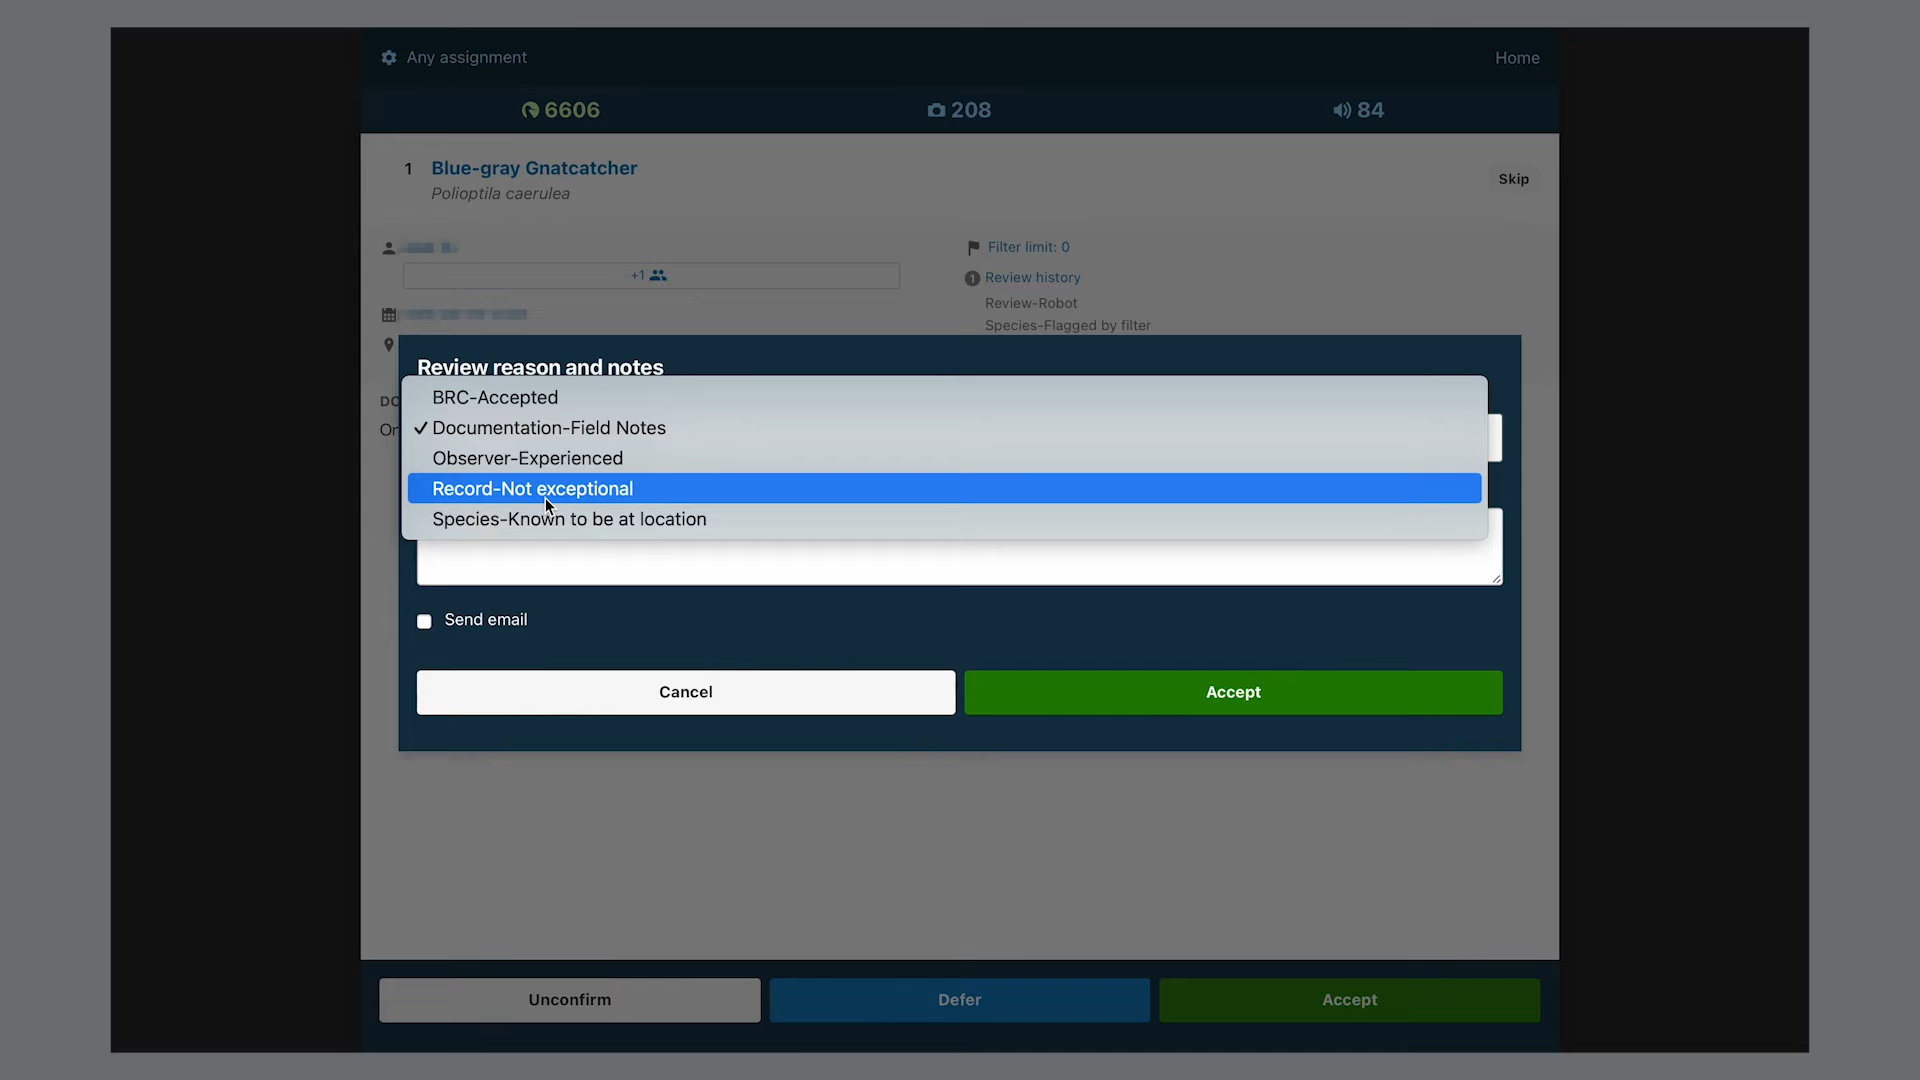 Any assignment
Home
6606
208
84
1 Blue-gray Gnatcatcher
Polioptila caerulea
Skip
+1
Filter limit: 0
1 Review history
Review-Robot
Species-Flagged by filter
Review reason and notes
BRC-Accepted
✓ Documentation-Field Notes
Observer-Experienced
Record-Not exceptional
Species-Known to be at location
Send email
Cancel
Accept
Unconfirm
Defer
Accept